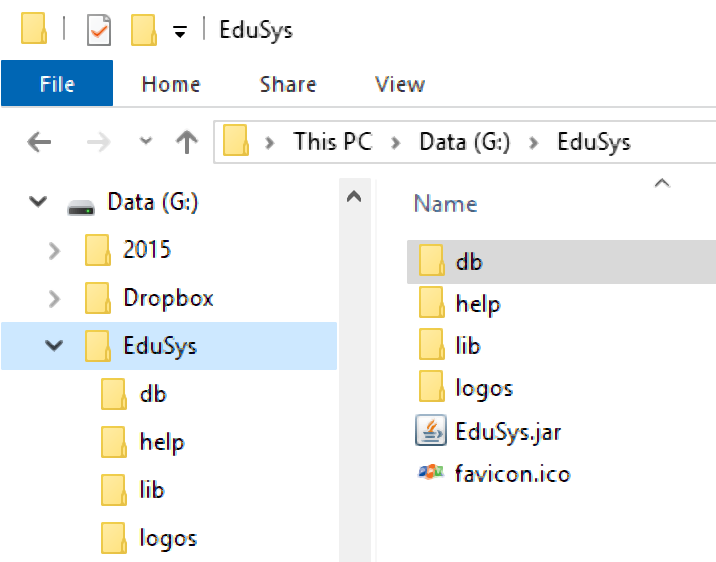 EduSys
File Home Share View
This PC Data (G:) EduSys
Data (G:)
2015
Dropbox
EduSys
db
help
lib
logos
Name
db
help
lib
logos
EduSys.jar
favicon.ico